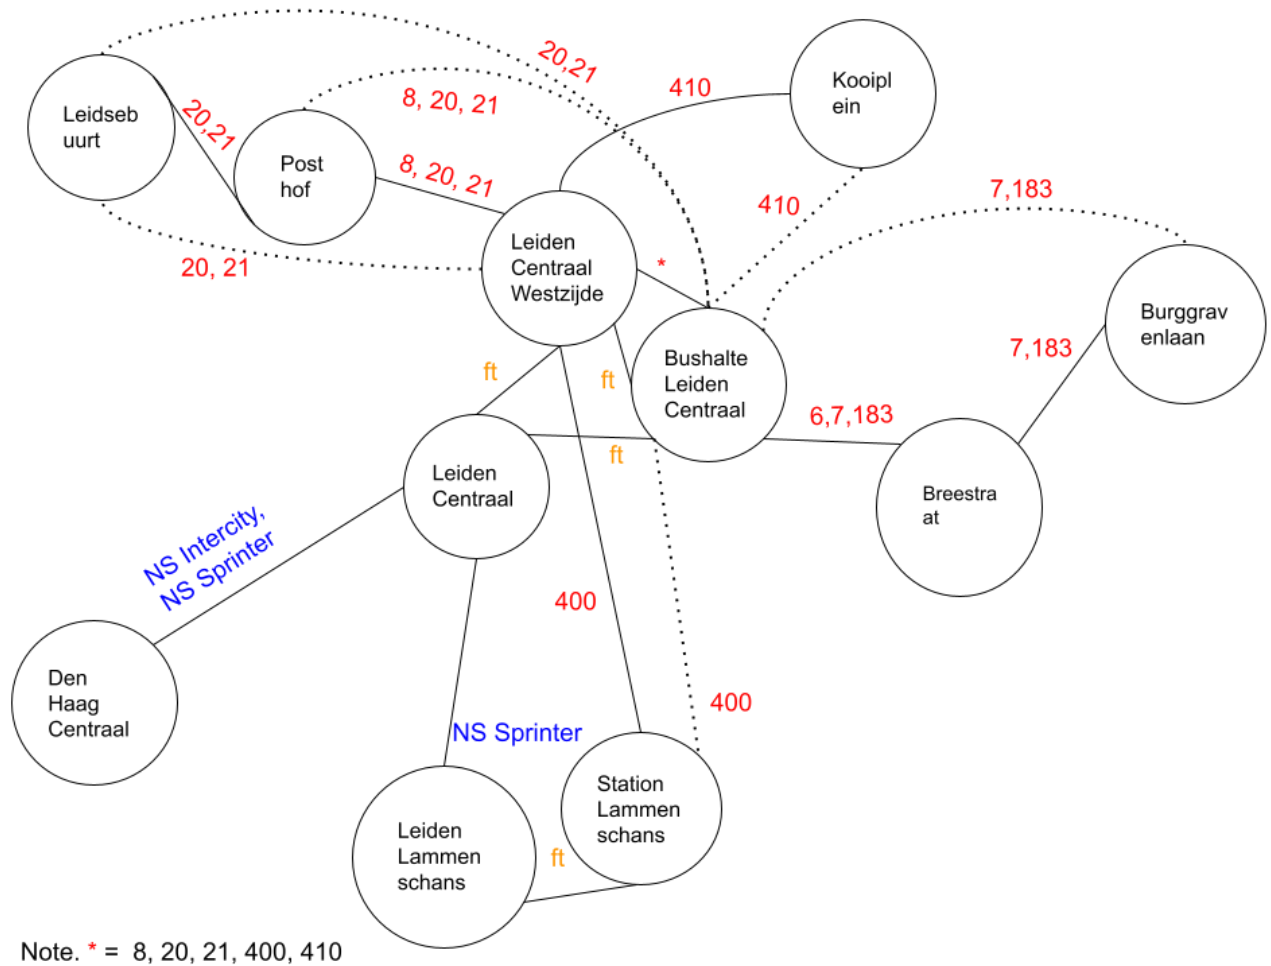 20,21
410
Kooipl
ein
Leidseb
uurt
20,21
8, 20, 21
Post
hof
8, 20, 21
410
7,183
Leiden
Centraal
Westzijde
*
20, 21
Burggrav
enlaan
7,183
Bushalte
Leiden
Centraal
ft
ft
6,7,183
ft
Leiden
Centraal
Breestra
at
NS Intercity,
NS Sprinter
400
Den
Haag
Centraal
400
NS Sprinter
Station
Lammen
schans
Leiden
Lammen
schans
ft
Note. * = 8, 20, 21, 400, 410